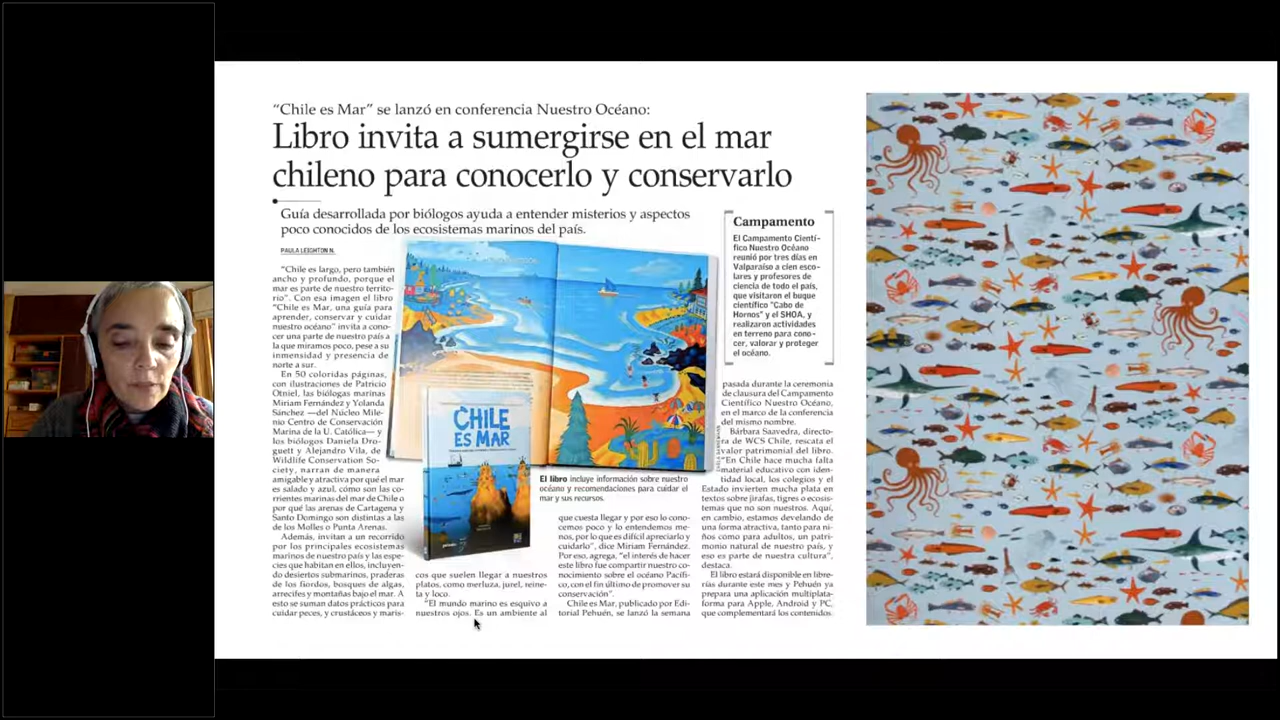 “Chile es Mar” se lanzó en conferencia Nuestro Océano:
Libro invita a sumergirse en el mar
chileno para conocerlo y conservarlo
Guía desarrollada por biólogos ayuda a entender misterios y aspectos
poco conocidos de los ecosistemas marinos del país.
PAULA LEIGHTON N.
“Chile es largo, pero también
ancho y profundo, porque el
mar es parte de nuestro territo-
rio”. Con esa imagen el libro
“Chile es Mar, una guía para
aprender, conservar y cuidar
nuestro océano” invita a cono-
cer una parte de nuestro país a
la que miramos poco, pese a su
inmensidad y presencia de
norte a sur.
En 50 coloridas páginas,
con ilustraciones de Patricio
Otniel, las biólogas marinas
Miriam Fernández y Yolanda
Sánchez —del Núcleo Mile-
nio Centro de Conservación
Marina de la U. Católica— y
los biólogos Daniela Dro-
guett y Alejandro Vila, de
Wildlife Conservation So-
ciety, narran de manera
amigable y atractiva por qué el mar
es salado y azul, cómo son las co-
rrientes marinas del mar de Chile o
por qué las arenas de Cartagena y
Santo Domingo son distintas a las
de los Molles o Punta Arenas.
Además, invitan a un recorrido
por los principales ecosistemas
marinos de nuestro país y las espe-
cies que habitan en ellos, incluyen-
do desiertos submarinos, praderas
de los fiordos, bosques de algas,
arrecifes y montañas bajo el mar. A
esto se suman datos prácticos para
cuidar peces, y crustáceos y maris-
CHILE
ES MAR
cos que suelen llegar a nuestros
platos, como merluza, jurel, reine-
ta y loco.
“El mundo marino es esquivo a
nuestros ojos. Es un ambiente al
El libro incluye información sobre nuestro
océano y recomendaciones para cuidar el
mar y sus recursos.
que cuesta llegar y por eso lo cono-
cemos poco y lo entendemos me-
nos, por lo que es difícil apreciarlo y
cuidarlo”, dice Miriam Fernández.
Por eso, agrega, “el interés de hacer
este libro fue compartir nuestro co-
nocimiento sobre el océano Pacífi-
co, con el fin último de promover su
conservación”.
Chile es Mar, publicado por Edi-
torial Pehuén, se lanzó la semana
Campamento
El Campamento Cientí-
fico Nuestro Océano
reunió por tres días en
Valparaíso a cien esco-
lares y profesores de
ciencia de todo el país,
que visitaron el buque
científico “Cabo de
Hornos” y el SHOA, y
realizaron actividades
en terreno para cono-
cer, valorar y proteger
el océano.
pasada durante la ceremonia
de clausura del Campamento
Científico Nuestro Océano,
en el marco de la conferencia
del mismo nombre.
Bárbara Saavedra, directo-
ra de WCS Chile, rescata el
valor patrimonial del libro.
“En Chile hace mucha falta
material educativo con iden-
tidad local, los colegios y el
Estado invierten mucha plata en
textos sobre jirafas, tigres o ecosis-
temas que no son nuestros. Aquí,
en cambio, estamos develando de
una forma atractiva, tanto para ni-
ños como para adultos, un pa-
trimonio natural de nuestro país, y
eso es parte de nuestra cultura”,
destaca.
El libro estará disponible en libre-
rías durante este mes y Pehuén ya
prepara una aplicación multiplata-
forma para Apple, Android y PC,
que complementará los contenidos.